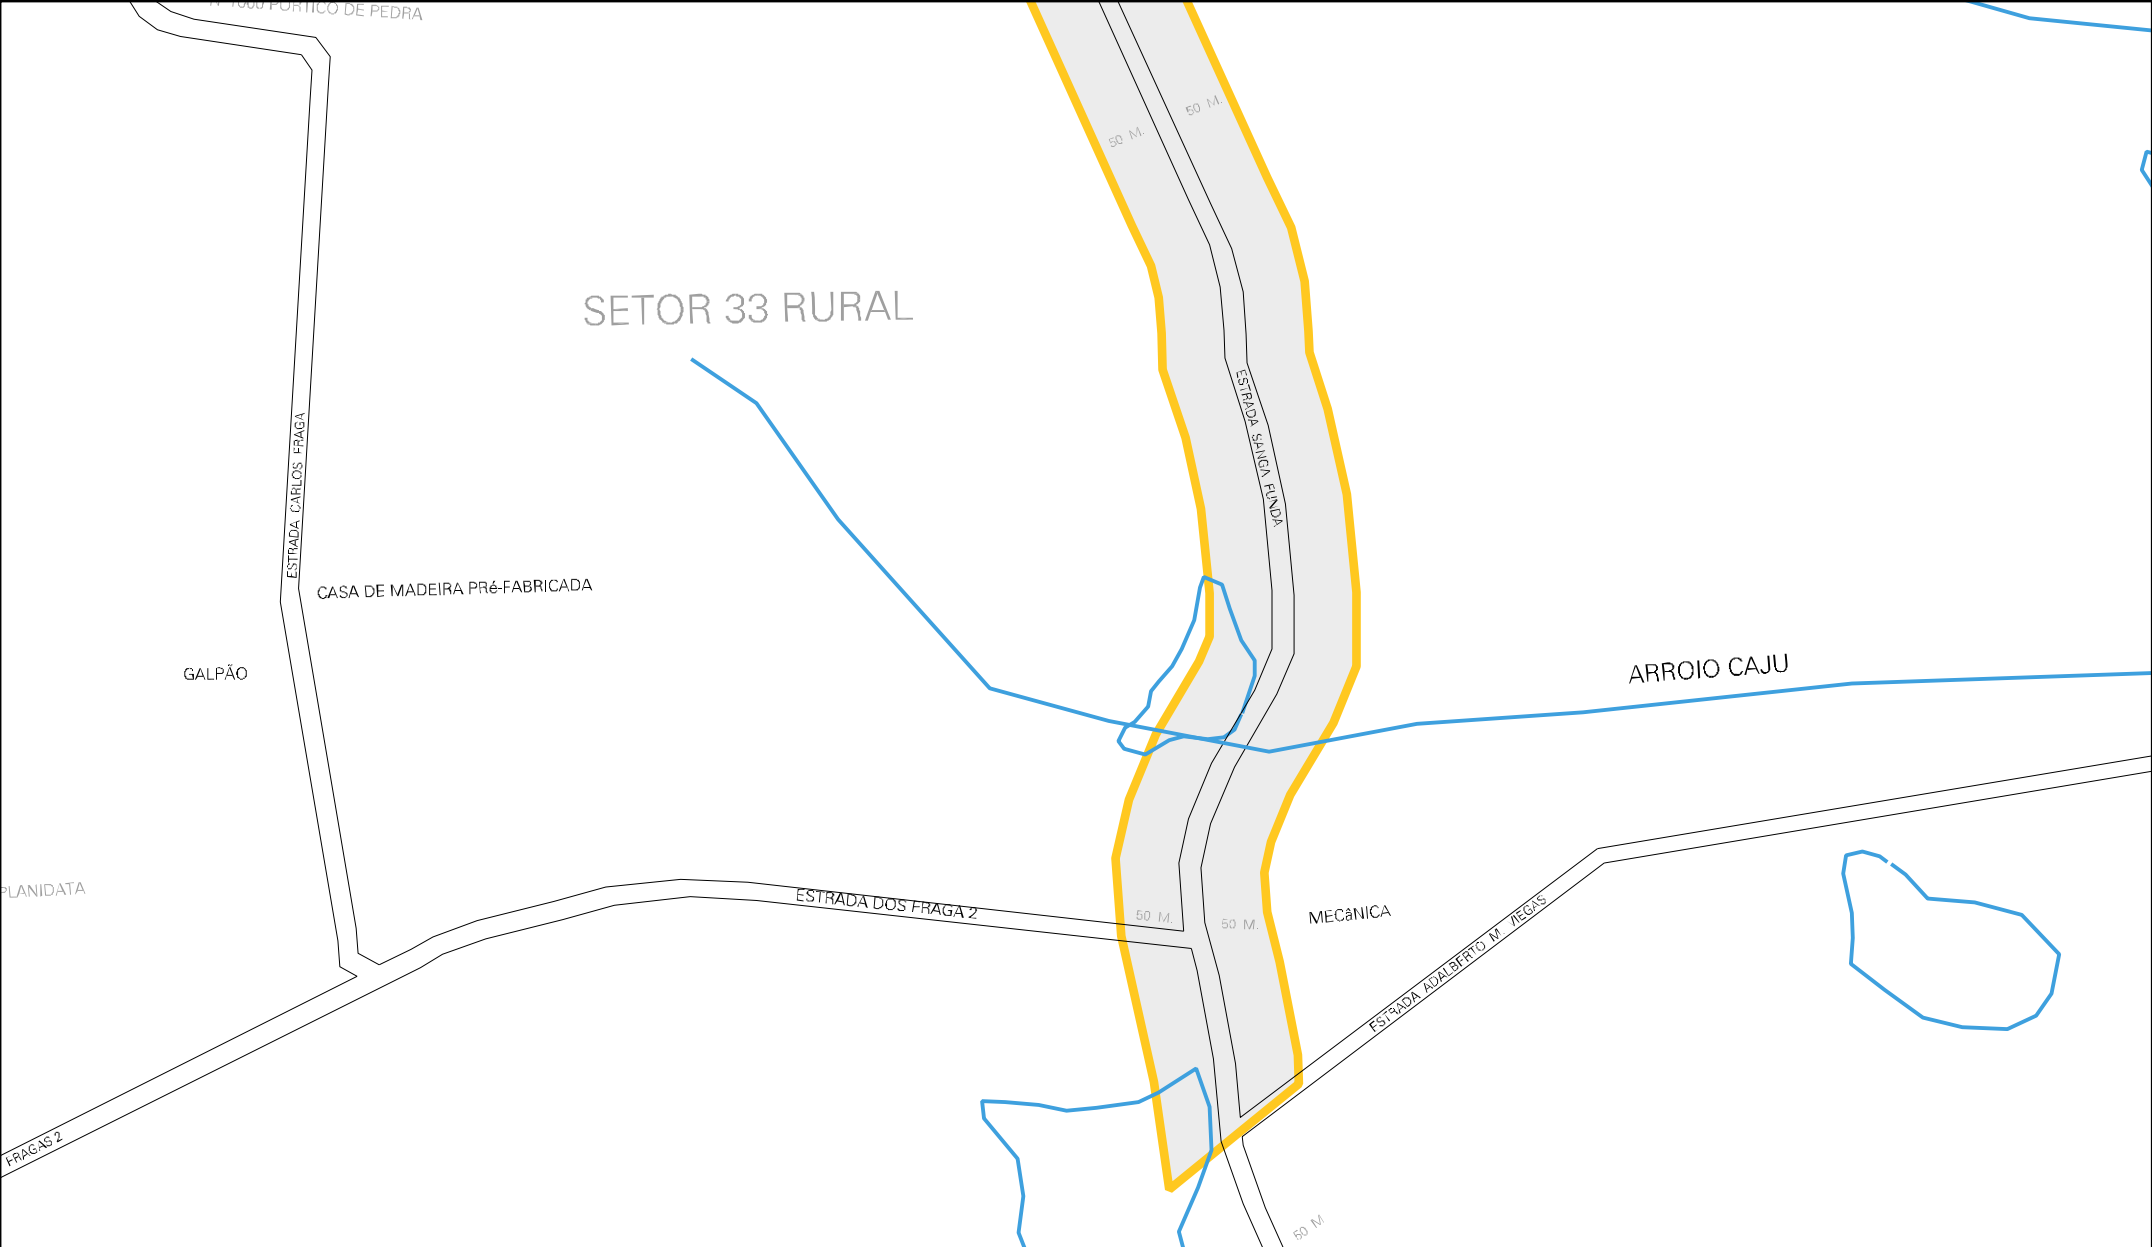 PÓRTICO DE PEDRA
50 M.
50 M.
SETOR 33 RURAL
ESTRADA SANGA FUNDA
ESTRADA CARLOS FRAGA
CASA DE MADEIRA PRé-FABRICADA
GALPÃO
ARROIO CAJU
PLANIDATA
ESTRADA DOS FRAGA 2
50 M.
50 M.
MECâNICA
ESTRADA ADALBERTO M. VIEGAS
FRAGAS 2
50 M